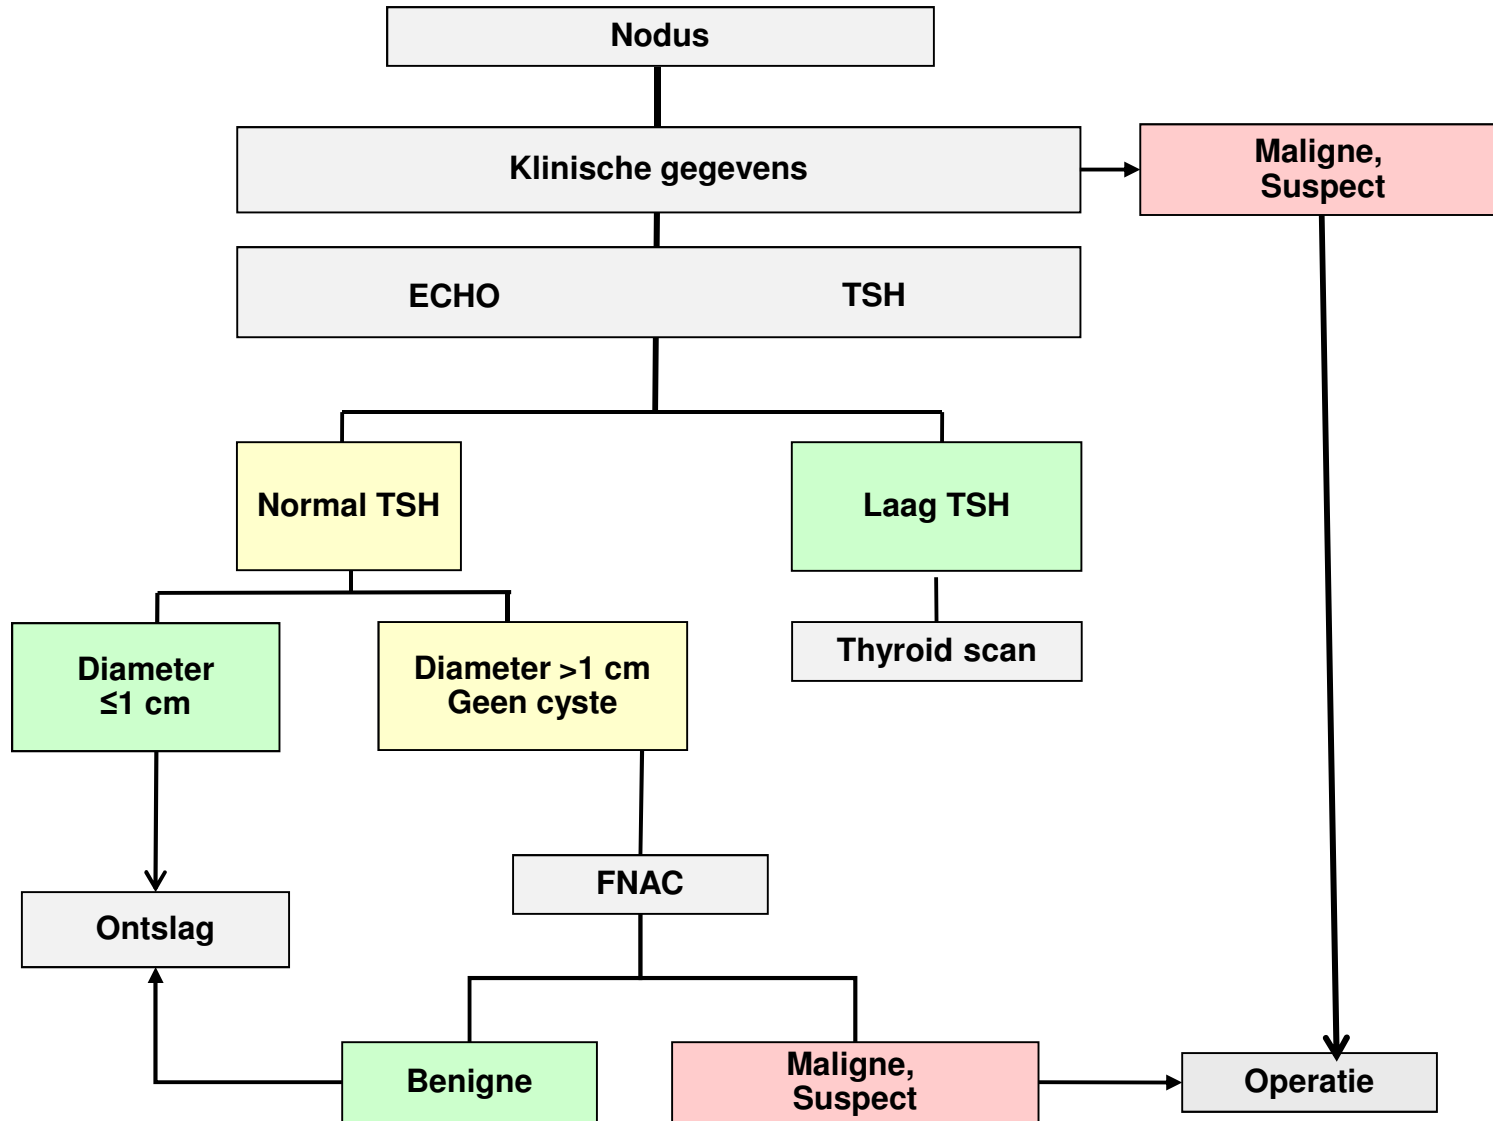 Nodus
Klinische gegevens
Maligne,
Suspect
ECHO
TSH
Normal TSH
Laag TSH
Diameter
≤1 cm
Diameter >1 cm
Geen cyste
Thyroid scan
FNAC
Ontslag
Benigne
Maligne,
Suspect
Operatie